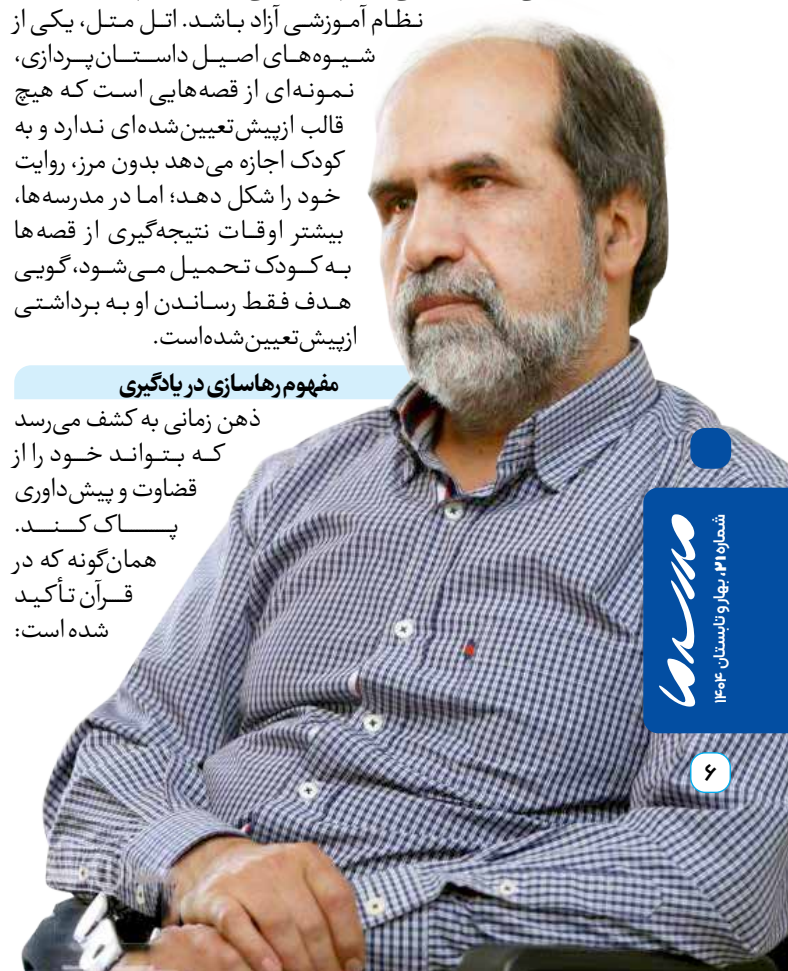 نظام آموزشی آزاد باشد. اتل متل، یکی از
شیوه‌های اصیل داستان‌پردازی،
نمونه‌ای از قصه‌هایی است که هیچ
قالب ازپیش‌تعیین‌شده‌ای ندارد و به
کودک اجازه می‌دهد بدون مرز، روایت
خود را شکل دهد؛ اما در مدرسه‌ها،
بیشتر اوقات نتیجه‌گیری از قصه‌ها
به کودک تحمیل می‌شود، گویی
هدف فقط رساندن او به برداشتی
ازپیش‌تعیین‌شده‌است.
مفهوم رهاسازی در یادگیری
ذهن زمانی به کشف می‌رسد
که بتواند خود را از
قضاوت و پیش‌داوری
پاک کند.
همان‌گونه که در
قرآن تأکید
شده است:
شماره ۲۱، بهار و تابستان ۱۴۰۴
۶